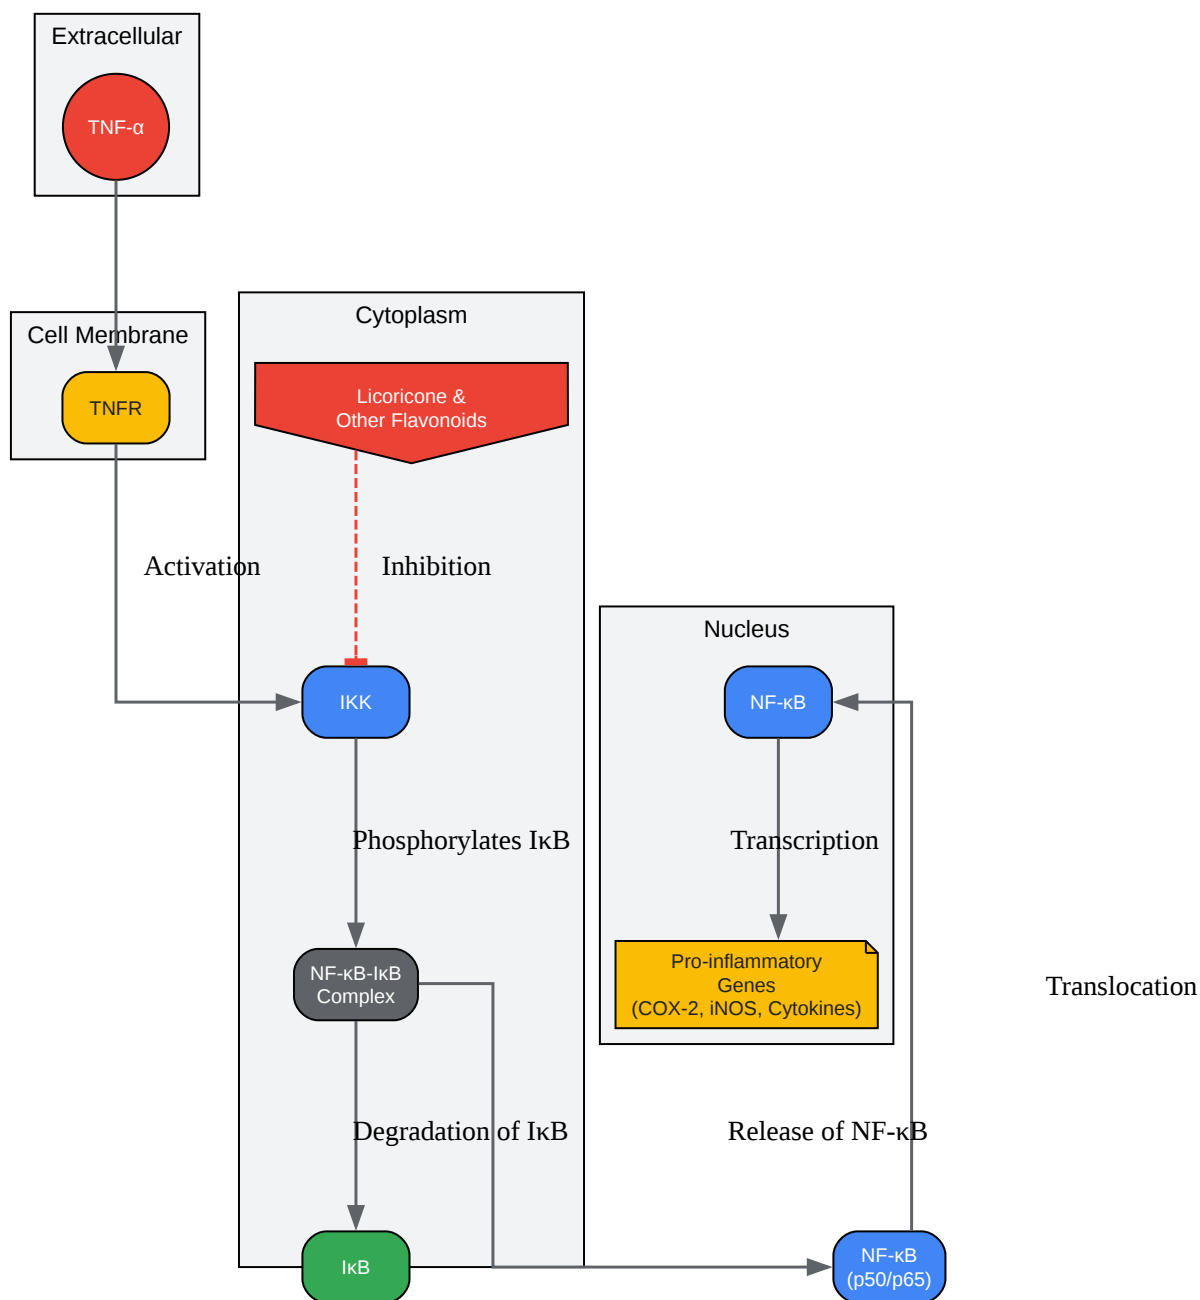 Extracellular
TNF-α
Cell Membrane
TNFR
Cytoplasm
Licoricone &
Other Flavonoids
Activation
Inhibition
IKK
Phosphorylates IκB
NF-κB-IκB
Complex
Degradation of IκB
IκB
Nucleus
NF-κB
Transcription
Pro-inflammatory
Genes
(COX-2, iNOS, Cytokines)
Translocation
Release of NF-κB
NF-κB
(p50/p65)